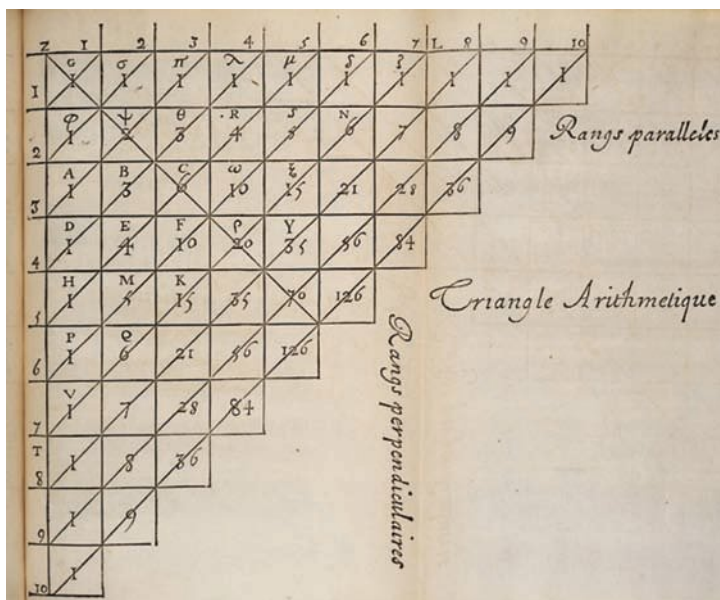 Z 1 2 3 4 5 6 7 L 8 9 10
G σ π λ μ δ ζ
1 1 1 1 1 1 1 1 1 1 1
φ ψ θ R S N
1 2 3 4 5 6 7 8 9
Rangs paralleles
2
A B C ω ξ
1 3 6 10 15 21 28 36
3
D E F ρ Y
1 4 10 20 35 56 84
4
H M K
1 5 15 35 70 126
Triangle Arithmetique
5
P Q
1 6 21 56 126
6
V
1 7 28 84
7
T
1 8 36
8
1 9
9
1
10
Rangs perpendiculaires